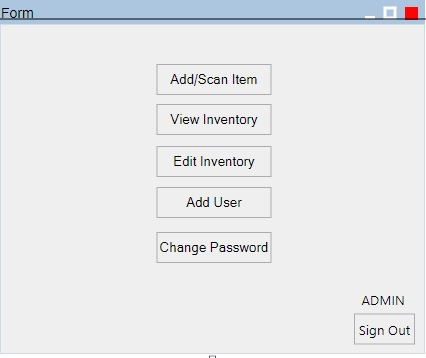 Form
Add/Scan Item
View Inventory
Edit Inventory
Add User
Change Password
ADMIN
Sign Out